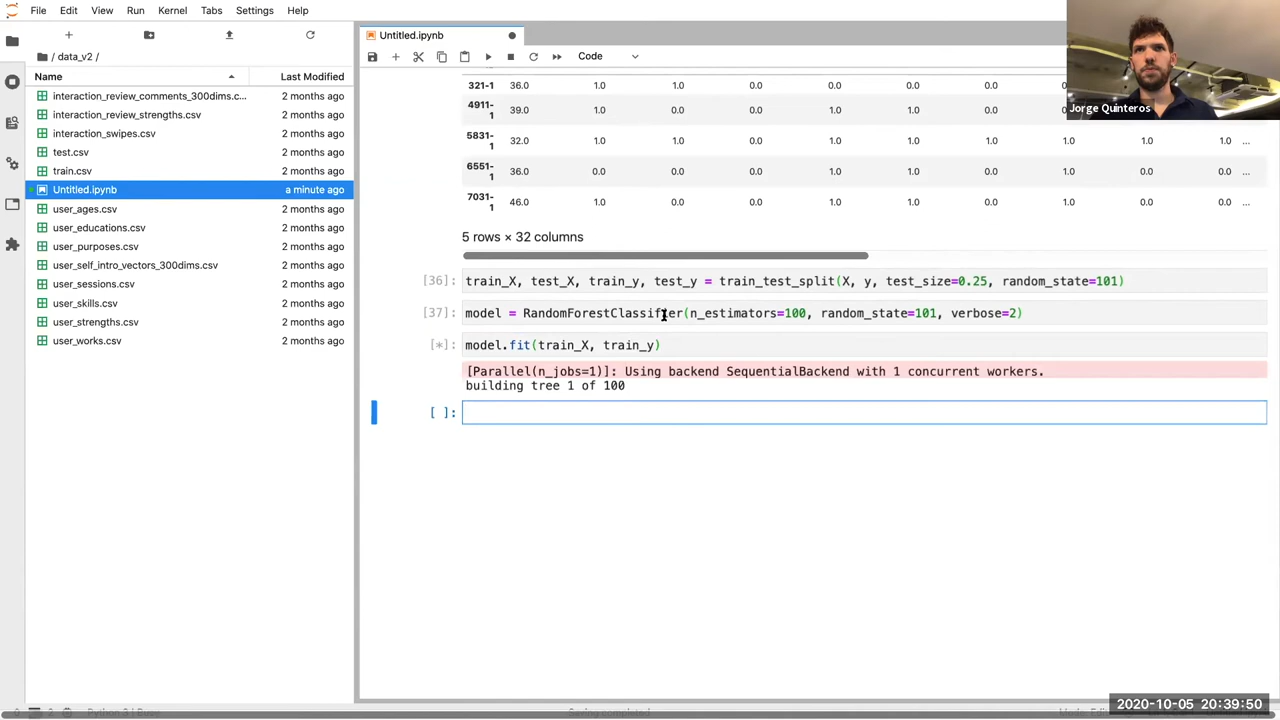 File Edit View Run Kernel Tabs Settings Help
Untitled.ipynb
Code
/ data_v2 /
Name Last Modified
interaction_review_comments_300dims.c... 2 months ago
interaction_review_strengths.csv 2 months ago
interaction_swipes.csv 2 months ago
test.csv 2 months ago
train.csv 2 months ago
Untitled.ipynb a minute ago
user_ages.csv 2 months ago
user_educations.csv 2 months ago
user_purposes.csv 2 months ago
user_self_intro_vectors_300dims.csv 2 months ago
user_sessions.csv 2 months ago
user_skills.csv 2 months ago
user_strengths.csv 2 months ago
user_works.csv 2 months ago
321-1 36.0 1.0 1.0 0.0 0.0 0.0 0.0
4911-1 39.0 1.0 0.0 0.0 1.0 0.0 0.0
5831-1 32.0 1.0 1.0 0.0 1.0 1.0 0.0 1.0 1.0 ...
6551-1 36.0 0.0 0.0 0.0 1.0 0.0 0.0 0.0 0.0 ...
7031-1 46.0 1.0 0.0 0.0 1.0 0.0 1.0 0.0 1.0 ...
5 rows × 32 columns
[36]: train_X, test_X, train_y, test_y = train_test_split(X, y, test_size=0.25, random_state=101)
[37]: model = RandomForestClassifier(n_estimators=100, random_state=101, verbose=2)
[*]: model.fit(train_X, train_y)
[Parallel(n_jobs=1)]: Using backend SequentialBackend with 1 concurrent workers.
building tree 1 of 100
[ ]:
Jorge Quinteros
Python 3 | Busy
Saving completed
2020-10-05 20:39:50